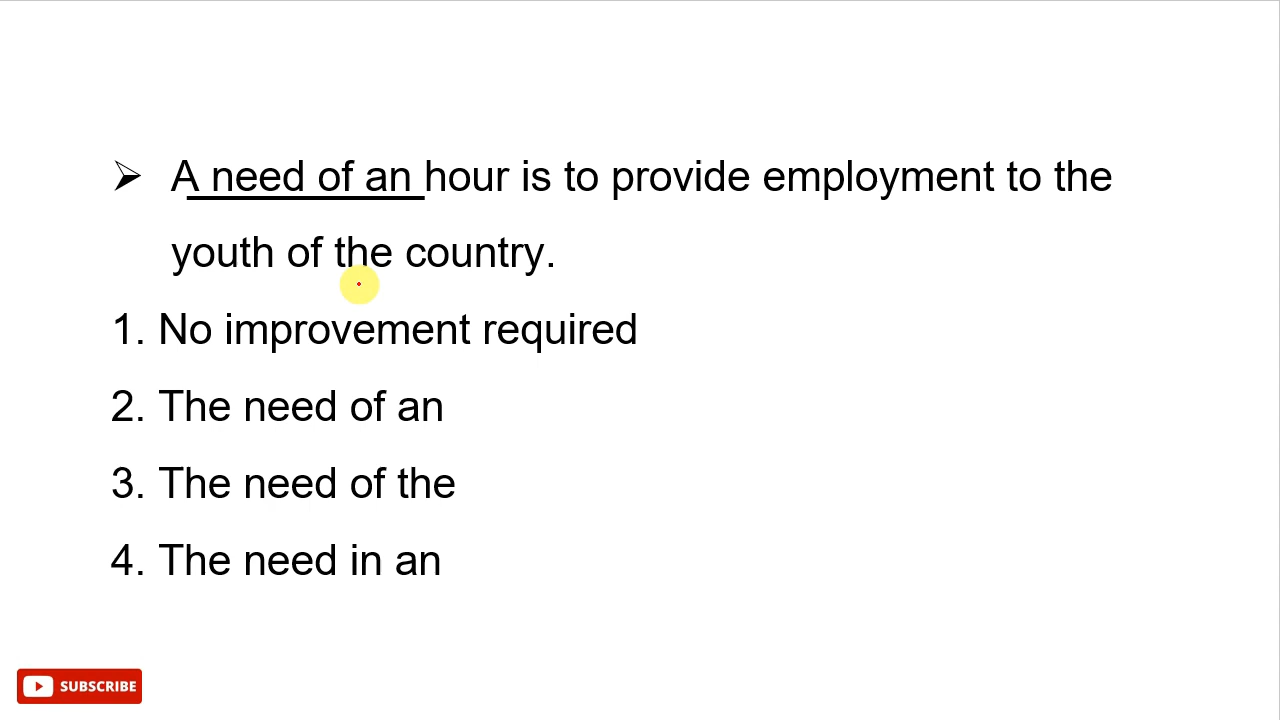 ➢ A need of an hour is to provide employment to the
youth of the country.
1. No improvement required
2. The need of an
3. The need of the
4. The need in an
SUBSCRIBE